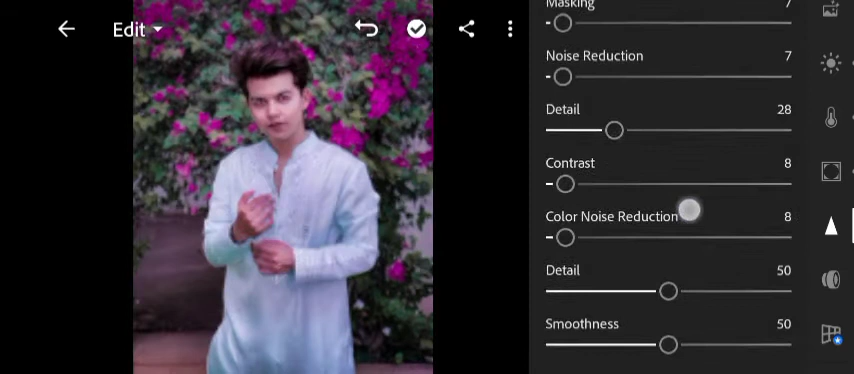 Edit
Masking 7
Noise Reduction 7
Detail 28
Contrast 8
Color Noise Reduction 8
Detail 50
Smoothness 50